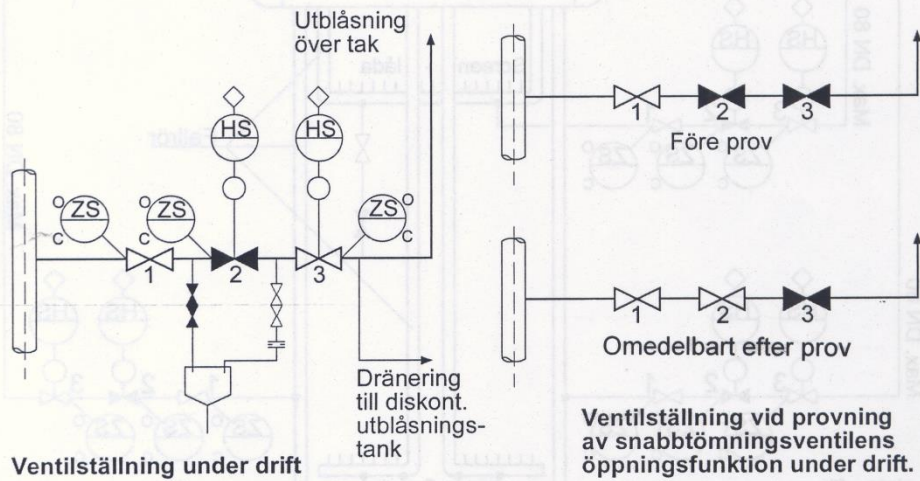 Utblåsning
över tak
HS
HS
ZS
O
C
ZS
O
C
ZS
O
C
1
2
3
Dränering
till diskont.
utblåsnings-
tank
Ventilställning under drift
1
2
3
Före prov
1
2
3
Omedelbart efter prov
Ventilställning vid provning
av snabbtömningsventilens
öppningsfunktion under drift.